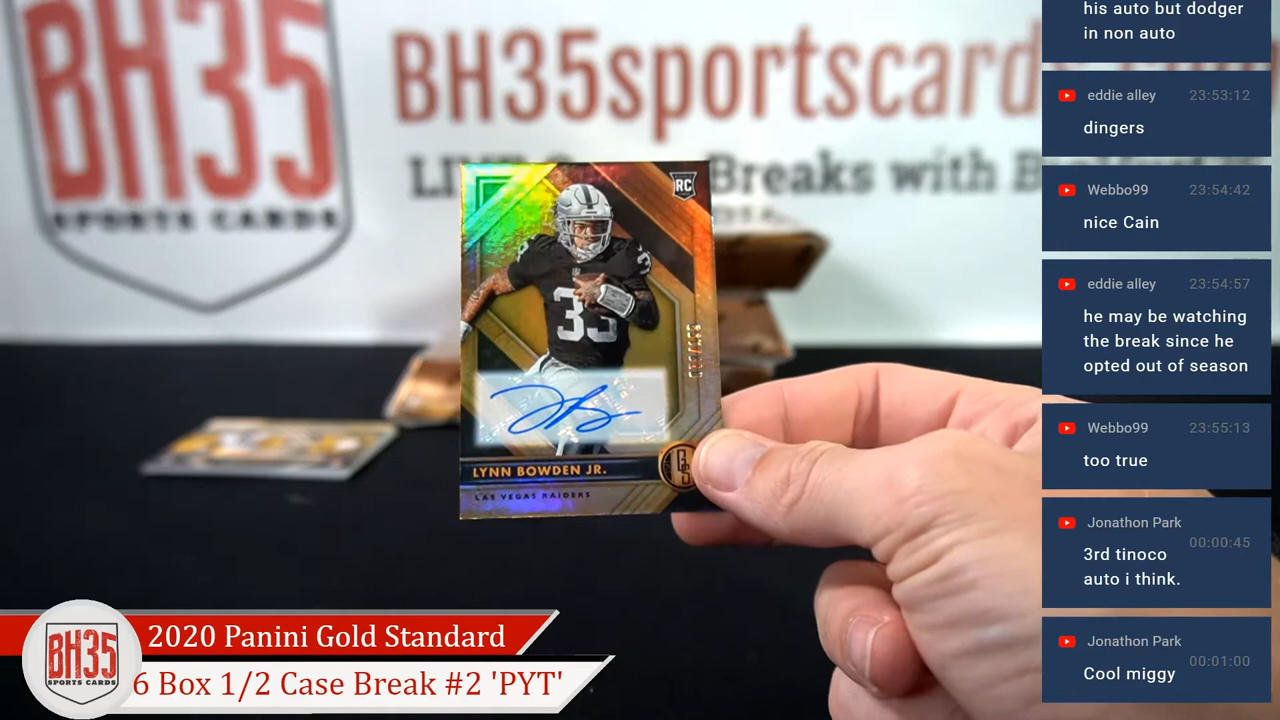 BH35
SPORTS CARDS
BH35sportscard
Breaks with B
RC
33
LYNN BOWDEN JR.
LAS VEGAS RAIDERS
GS
2020 Panini Gold Standard
6 Box 1/2 Case Break #2 'PYT'
BH35
SPORTS CARDS
his auto but dodger
in non auto
eddie alley 23:53:12
dingers
Webbo99 23:54:42
nice Cain
eddie alley 23:54:57
he may be watching
the break since he
opted out of season
Webbo99 23:55:13
too true
Jonathon Park 00:00:45
3rd tinoco
auto i think.
Jonathon Park 00:01:00
Cool miggy